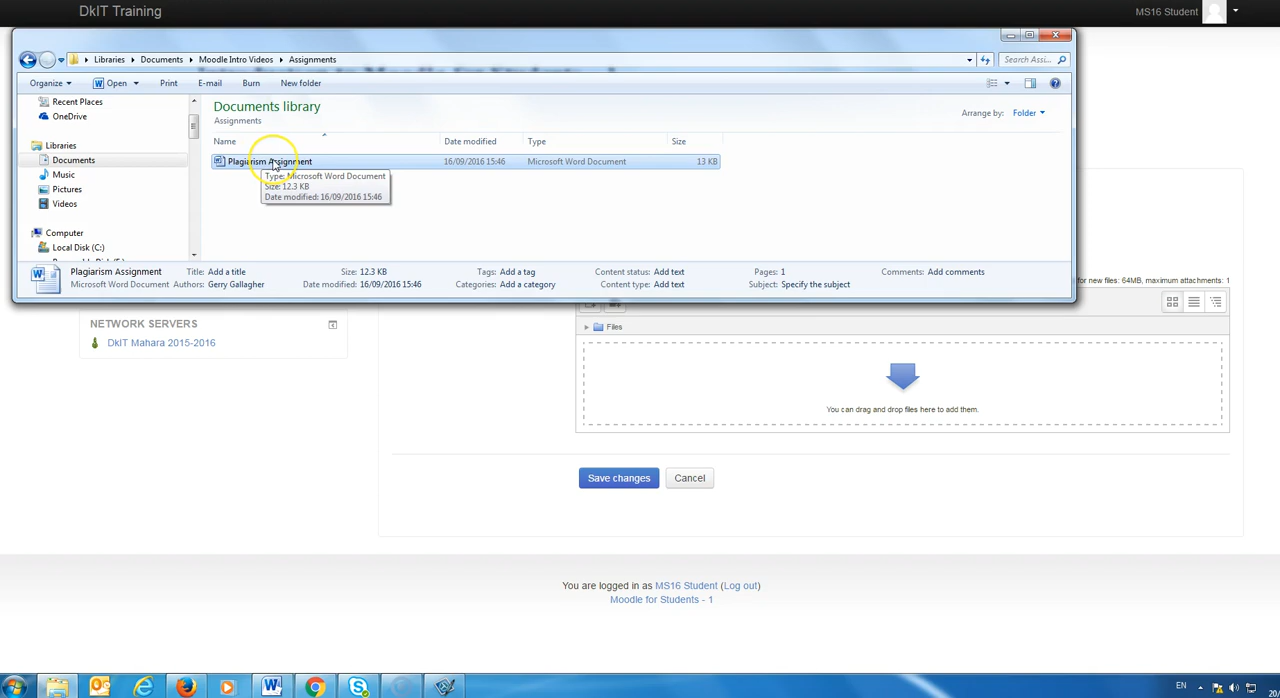 DkIT Training
MS16 Student
Libraries Documents Moodle Intro Videos Assignments
Search Assi...
Organize Open Print E-mail Burn New folder
Recent Places
OneDrive
Libraries
Documents
Music
Pictures
Videos
Computer
Local Disk (C:)
Documents library
Assignments
Arrange by: Folder
Name Date modified Type Size
Plagiarism Assignment 16/09/2016 15:46 Microsoft Word Document 13 KB
Type: Microsoft Word Document
Size: 12.3 KB
Date modified: 16/09/2016 15:46
Plagiarism Assignment Title: Add a title Size: 12.3 KB Tags: Add a tag Content status: Add text Pages: 1 Comments: Add comments
Microsoft Word Document Authors: Gerry Gallagher Date modified: 16/09/2016 15:46 Categories: Add a category Content type: Add text Subject: Specify the subject
for new files: 64MB, maximum attachments: 1
Files
You can drag and drop files here to add them.
NETWORK SERVERS
DkIT Mahara 2015-2016
Save changes Cancel
You are logged in as MS16 Student (Log out)
Moodle for Students - 1
EN